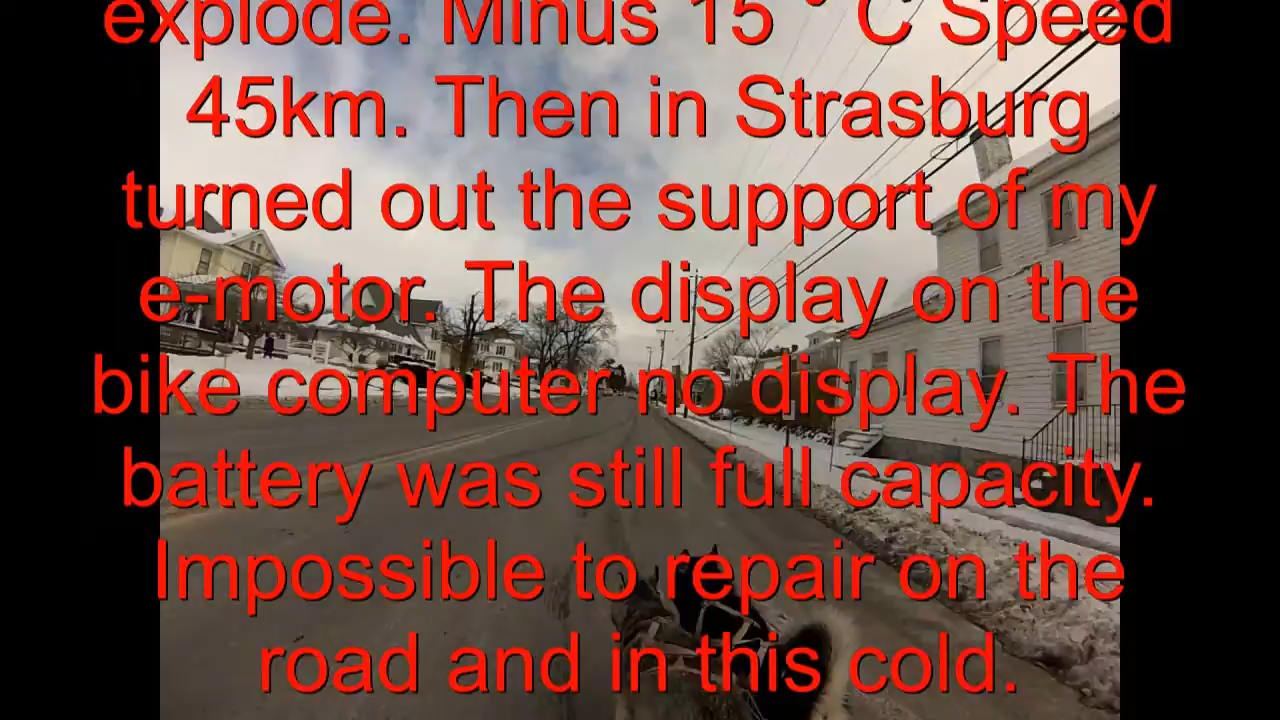 explode. Minus 15 ° C Speed
45km. Then in Strasburg
turned out the support of my
e-motor. The display on the
bike computer no display. The
battery was still full capacity.
Impossible to repair on the
road and in this cold.